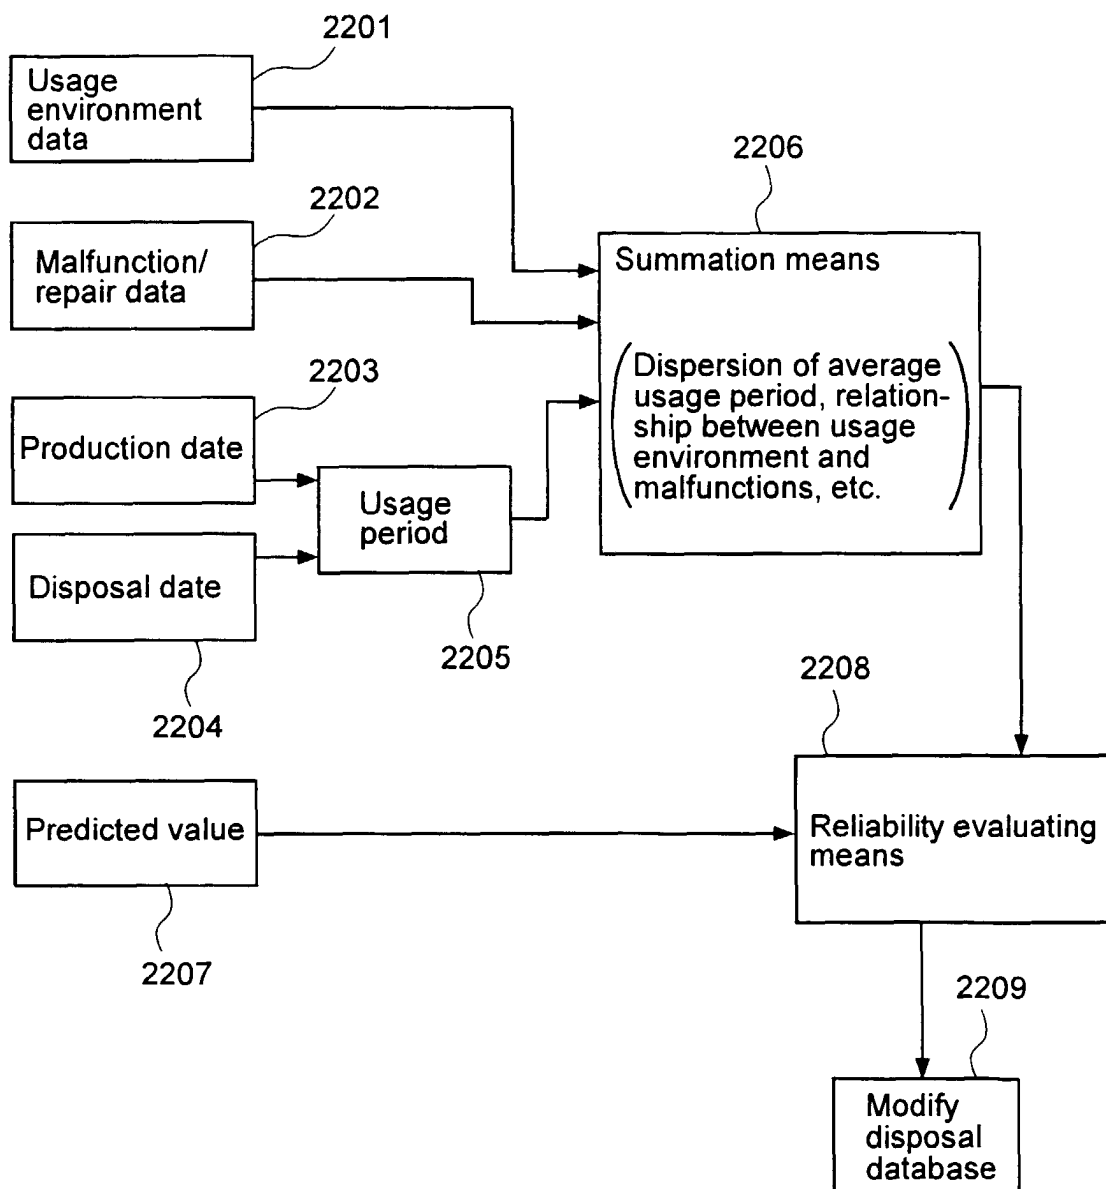 2201
Usage
environment
data
2202
Malfunction/
repair data
2203
Production date
Disposal date
2204
Usage
period
2205
2206
Summation means
Dispersion of average
usage period, relation-
ship between usage
environment and
malfunctions, etc.
Predicted value
2207
2208
Reliability evaluating
means
2209
Modify
disposal
database